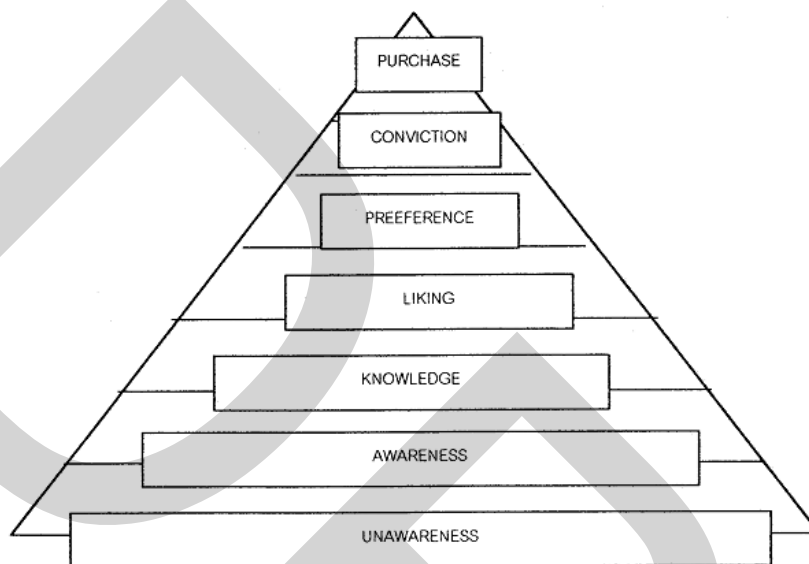 PURCHASE
CONVICTION
PREEFERENCE
LIKING
KNOWLEDGE
AWARENESS
UNAWARENESS